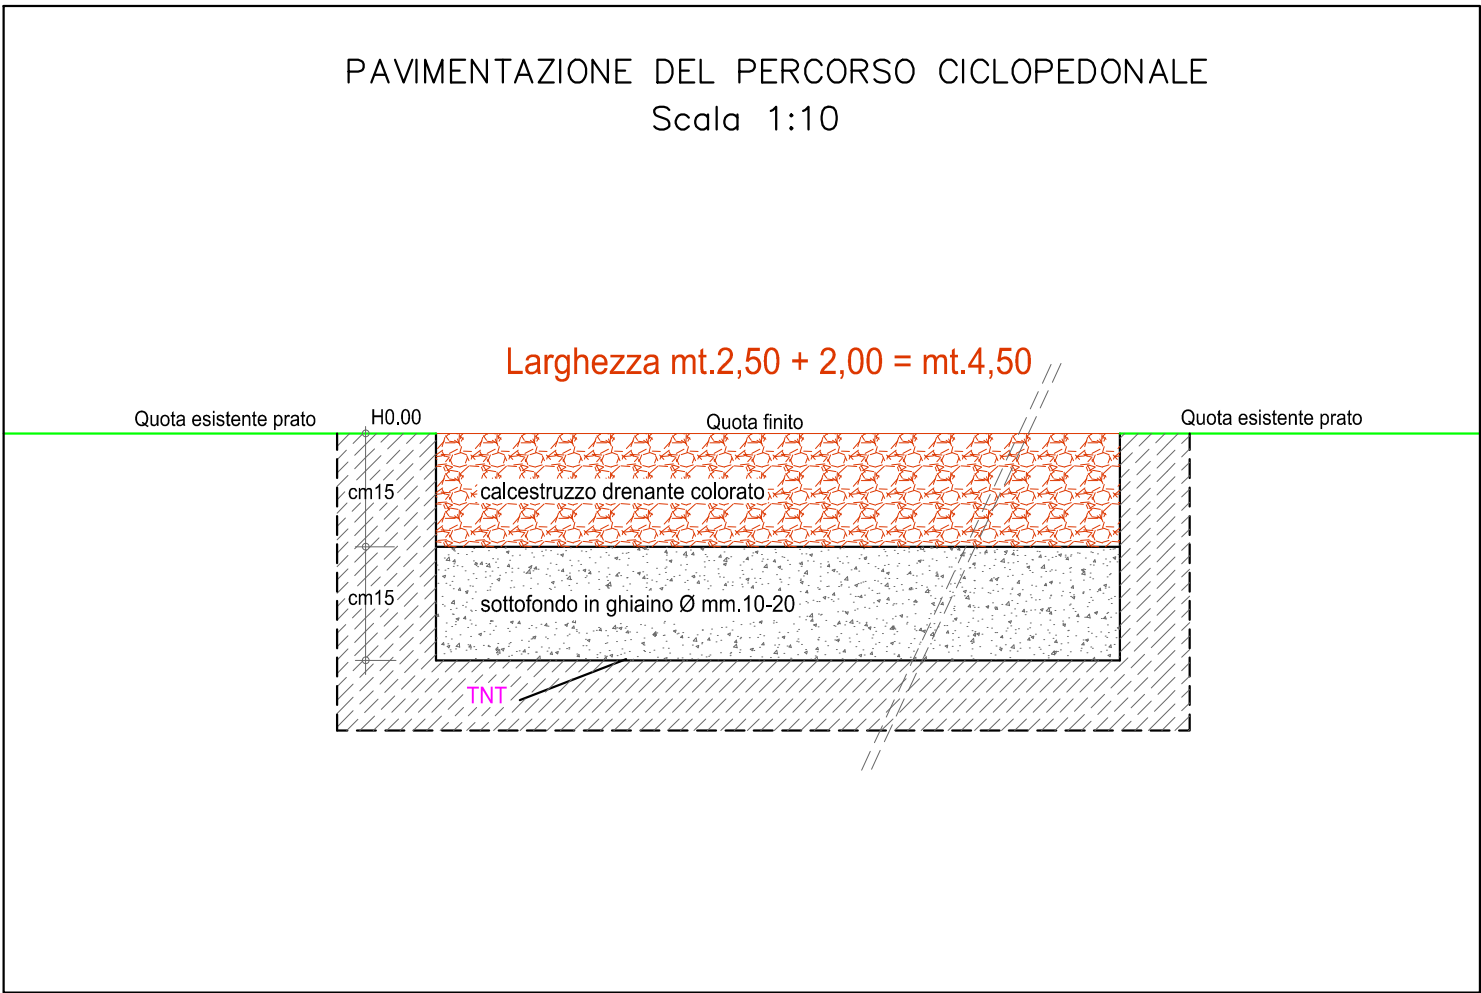 PAVIMENTAZIONE DEL PERCORSO CICLOPEDONALE
Scala 1:10
Larghezza mt.2,50 + 2,00 = mt.4,50
Quota esistente prato
H0.00
Quota finito
Quota esistente prato
cm15
calcestruzzo drenante colorato
cm15
sottofondo in ghiaino Ø mm.10-20
TNT